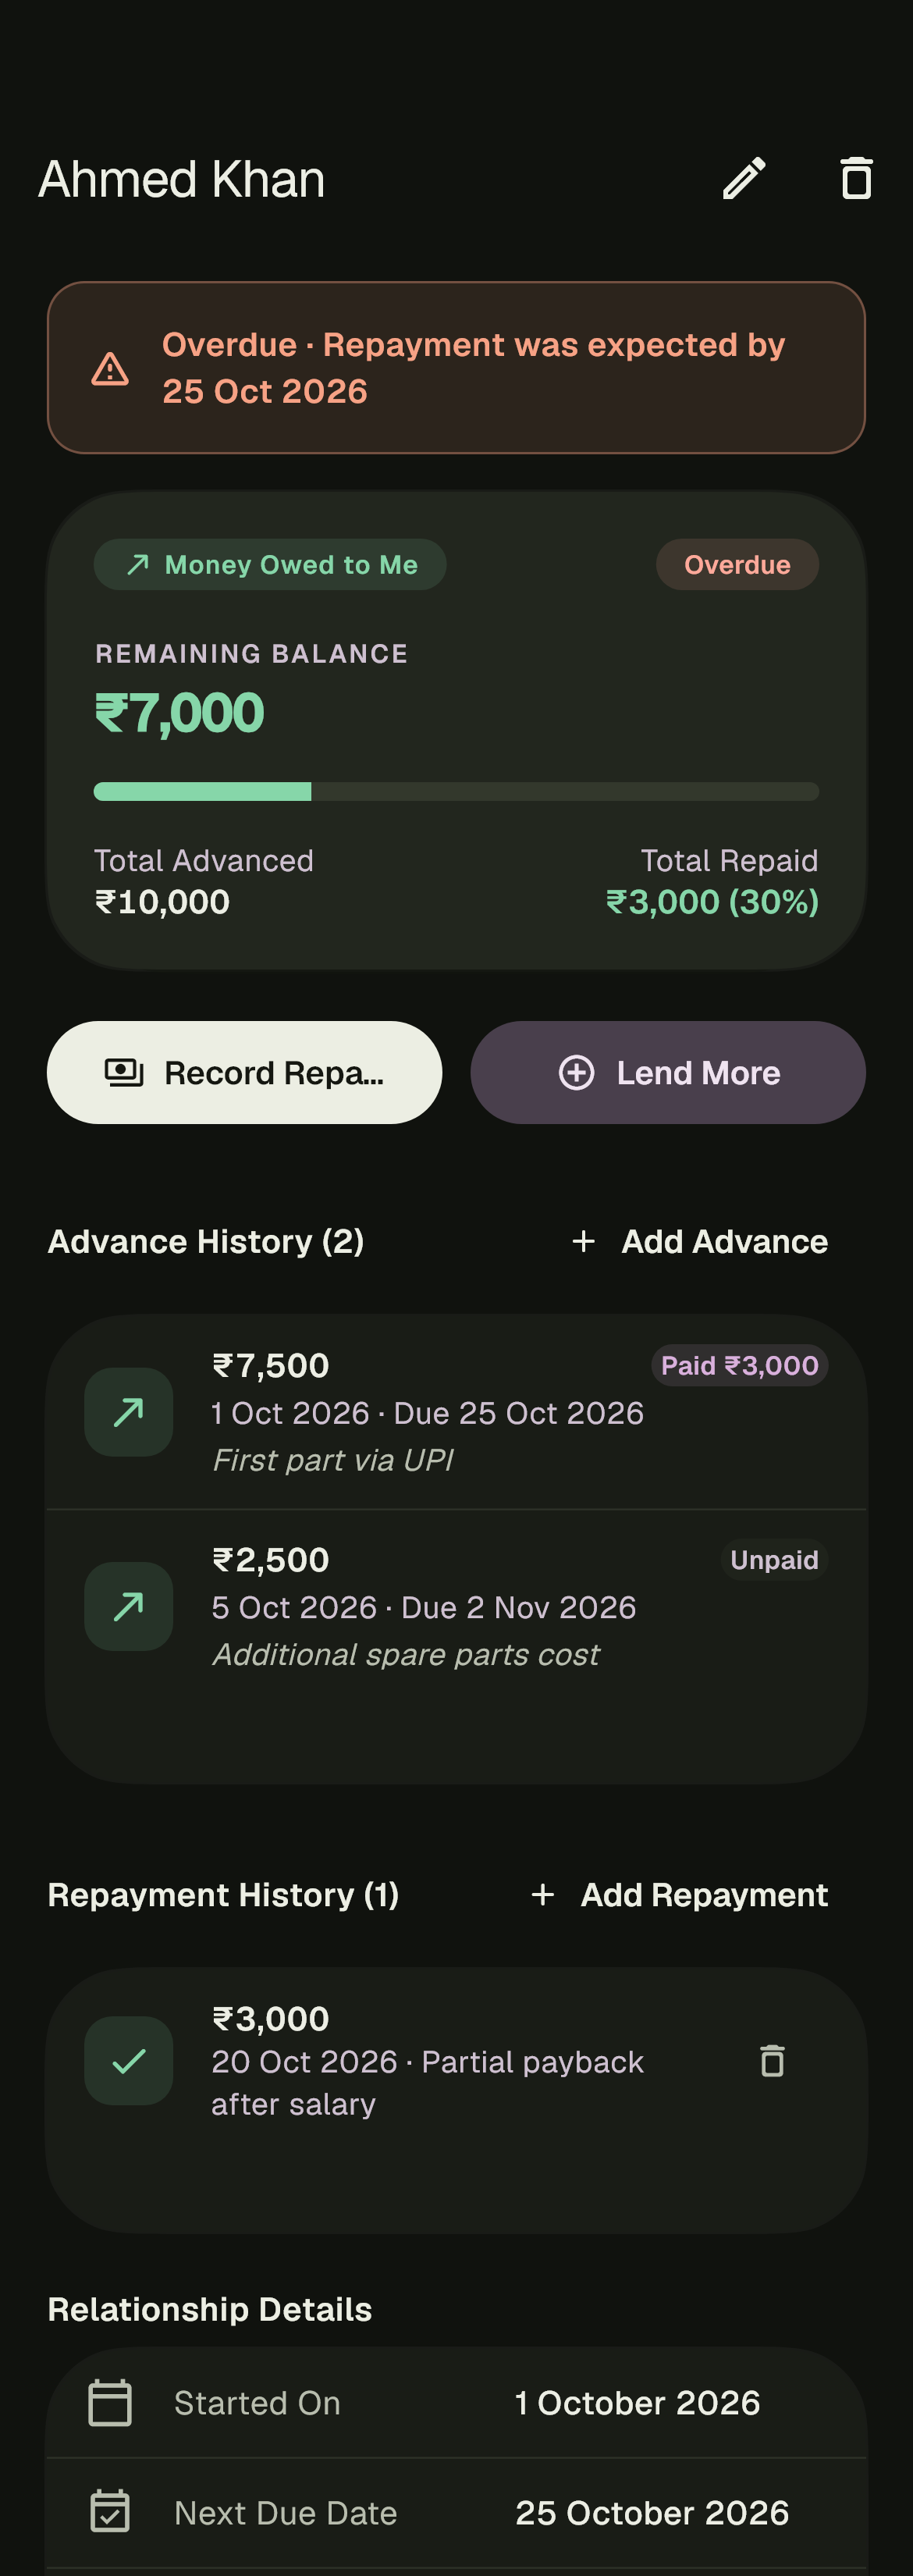 Ahmed Khan
Overdue · Repayment was expected by
25 Oct 2026
Money Owed to Me
Overdue
REMAINING BALANCE
₹7,000
Total Advanced
Total Repaid
₹10,000
₹3,000 (30%)
Record Repa...
Lend More
Advance History (2)
+ Add Advance
₹7,500
Paid ₹3,000
1 Oct 2026 · Due 25 Oct 2026
First part via UPI
₹2,500
Unpaid
5 Oct 2026 · Due 2 Nov 2026
Additional spare parts cost
Repayment History (1)
+ Add Repayment
₹3,000
20 Oct 2026 · Partial payback
after salary
Relationship Details
Started On
1 October 2026
Next Due Date
25 October 2026